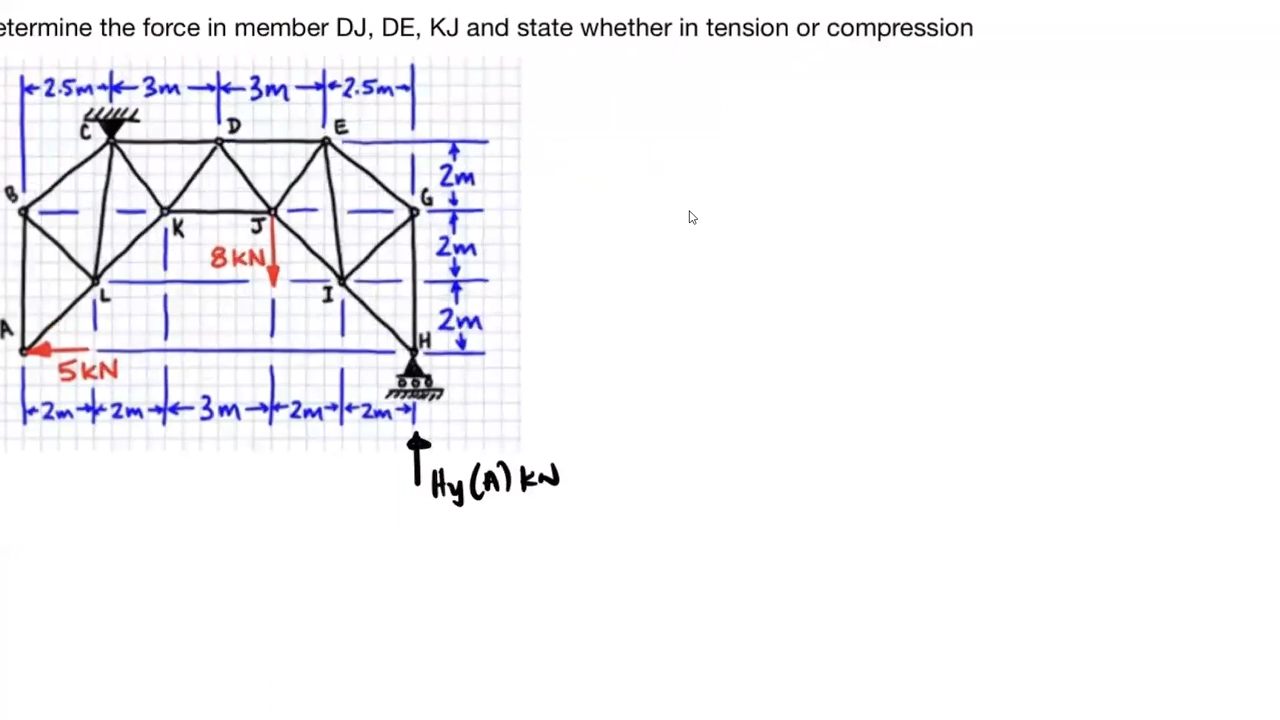 etermine the force in member DJ, DE, KJ and state whether in tension or compression
2.5m 3m 3m 2.5m
C D E
2m
B G
K J
2m
8kN
L I
2m
A H
5kN
2m 2m 3m 2m 2m
Hy(A) kN